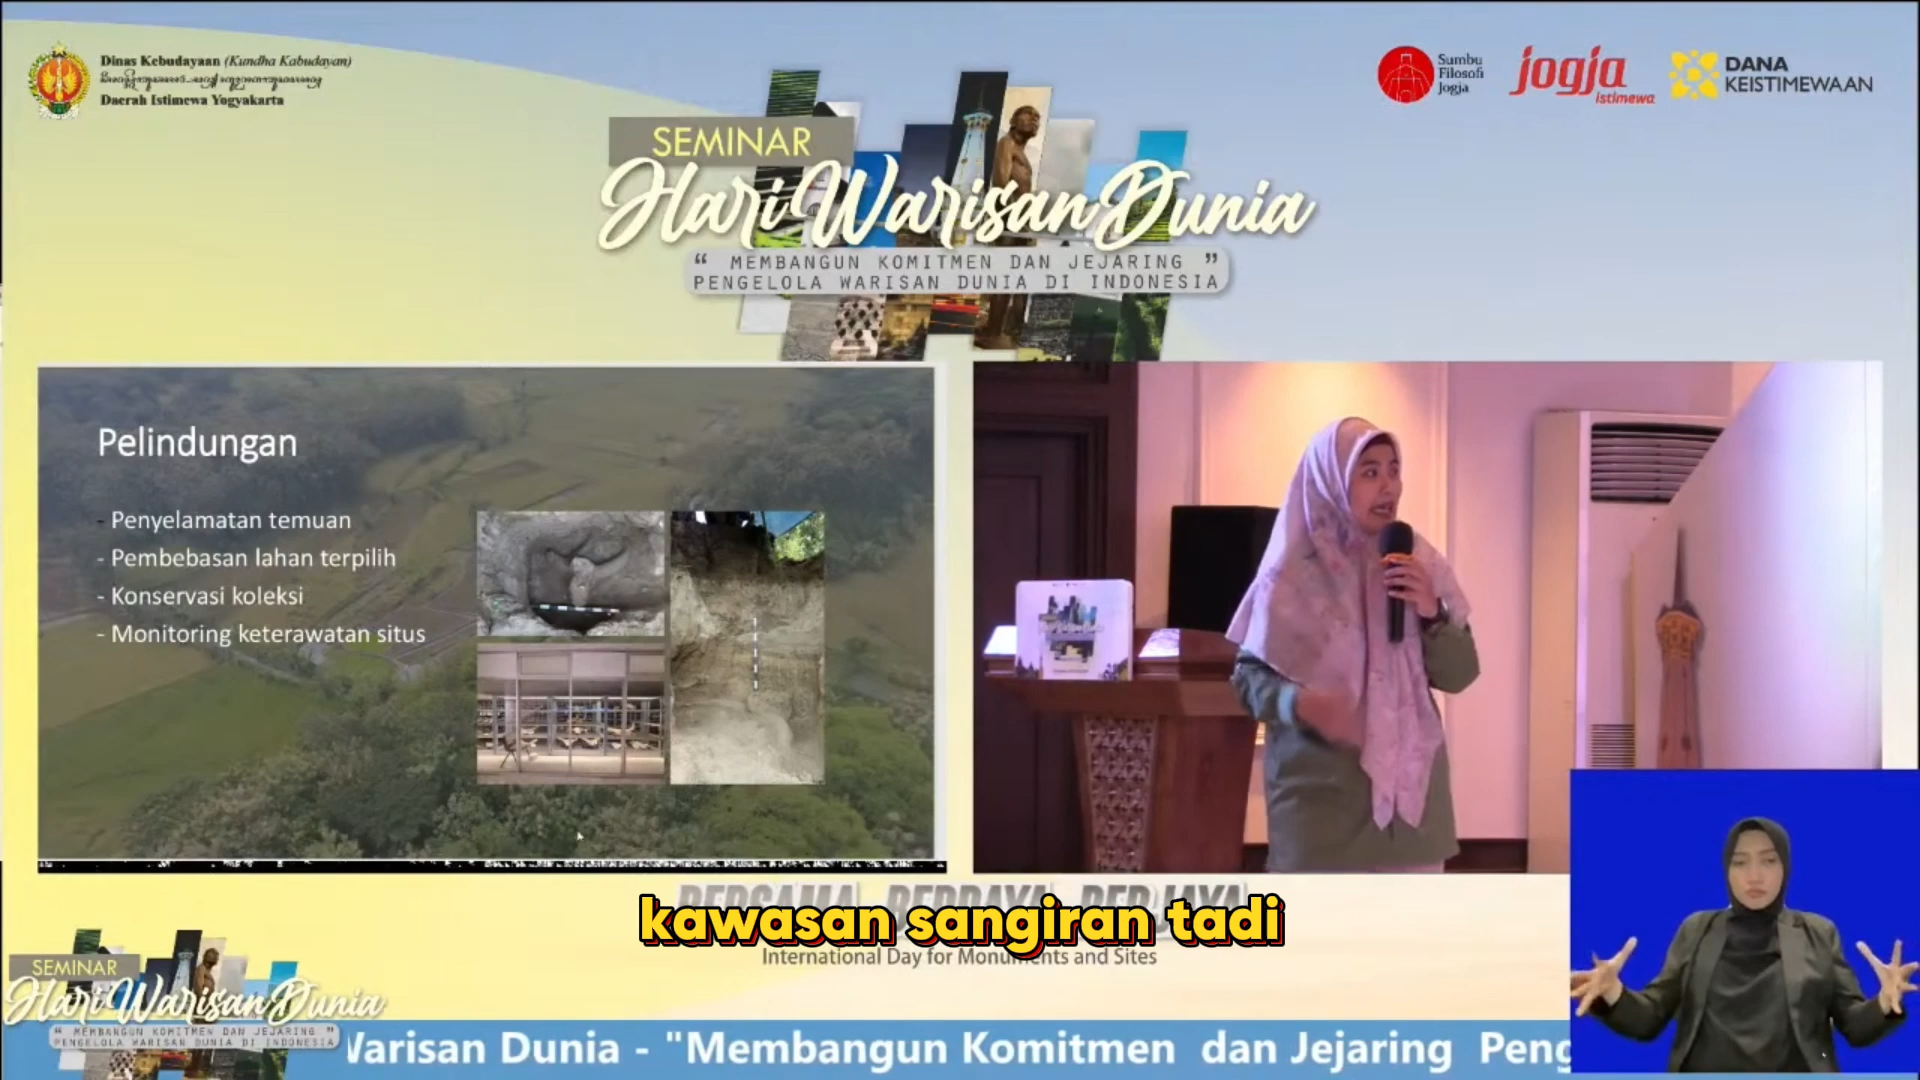 Dinas Kebudayaan (Kundha Kabudayan)
Daerah Istimewa Yogyakarta
Sumbu
Filosofi
Jogja
jogja
istimewa
DANA
KEISTIMEWAAN
SEMINAR
Hari Warisan Dunia
“ MEMBANGUN KOMITMEN DAN JEJARING ”
PENGELOLA WARISAN DUNIA DI INDONESIA
Pelindungan
- Penyelamatan temuan
- Pembebasan lahan terpilih
- Konservasi koleksi
- Monitoring keterawatan situs
kawasan sangiran tadi
International Day for Monuments and Sites
SEMINAR
Hari Warisan Dunia
“ MEMBANGUN KOMITMEN DAN JEJARING ”
PENGELOLA WARISAN DUNIA DI INDONESIA
Warisan Dunia - "Membangun Komitmen dan Jejaring Peng